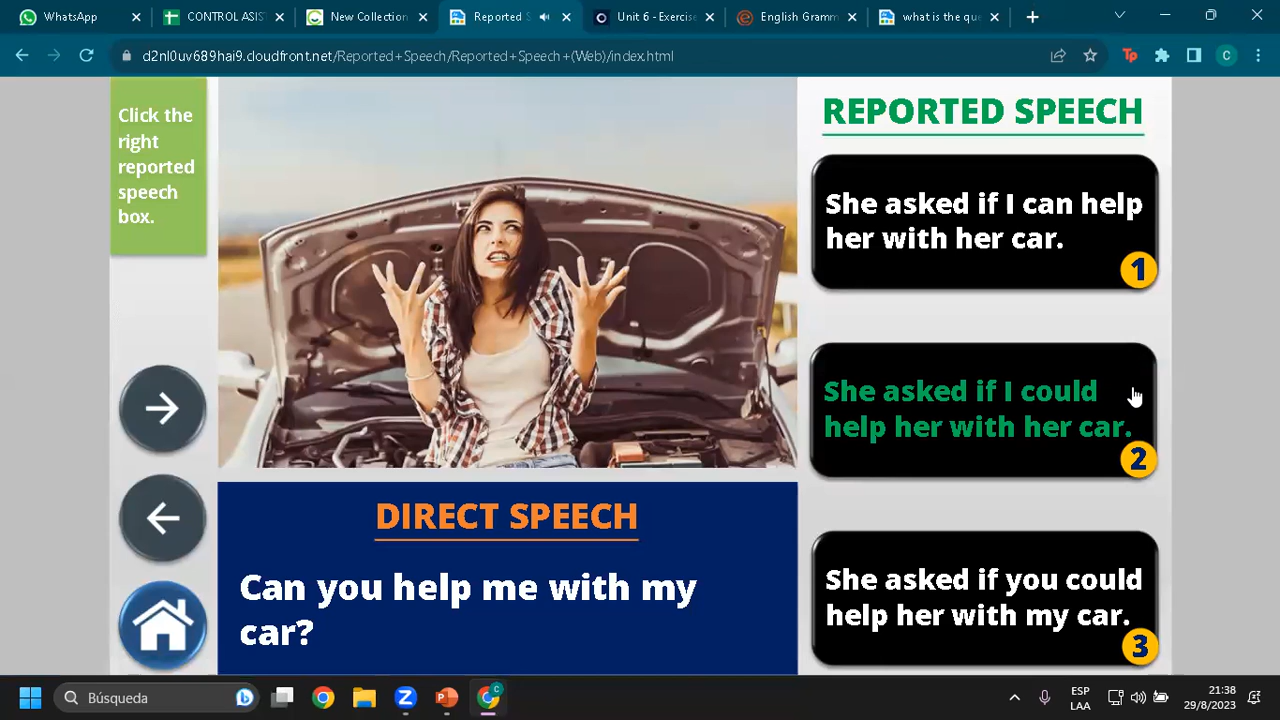 WhatsApp
CONTROL ASIS
New Collection
Reported S
Unit 6 - Exercise
English Gramm
what is the que
d2nl0uv689hai9.cloudfront.net/Reported+Speech/Reported+Speech+(Web)/index.html
Tp
C
Click the
right
reported
speech
box.
REPORTED SPEECH
She asked if I can help
her with her car.
1
She asked if I could
help her with her car.
2
DIRECT SPEECH
Can you help me with my
car?
She asked if you could
help her with my car.
3
Búsqueda
ESP
LAA
21:38
29/8/2023